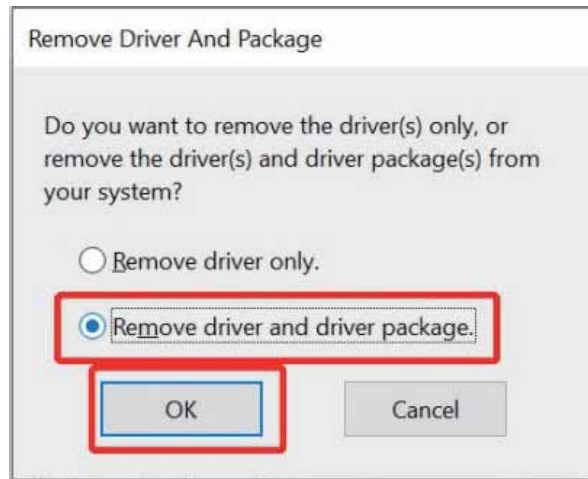 Remove Driver And Package
Do you want to remove the driver(s) only, or
remove the driver(s) and driver package(s) from
your system?
Remove driver only.
Remove driver and driver package.
OK
Cancel